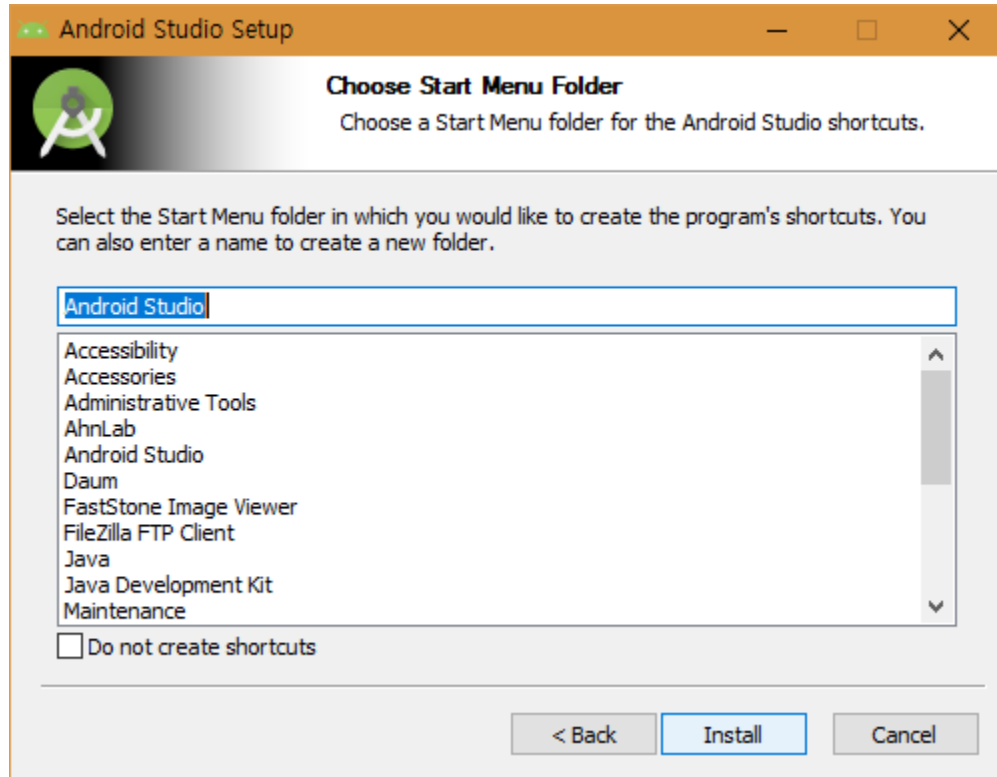 Android Studio Setup
Choose Start Menu Folder
Choose a Start Menu folder for the Android Studio shortcuts.
Select the Start Menu folder in which you would like to create the program's shortcuts. You
can also enter a name to create a new folder.
Android Studio
Accessibility
Accessories
Administrative Tools
AhnLab
Android Studio
Daum
FastStone Image Viewer
FileZilla FTP Client
Java
Java Development Kit
Maintenance
Do not create shortcuts
< Back
Install
Cancel